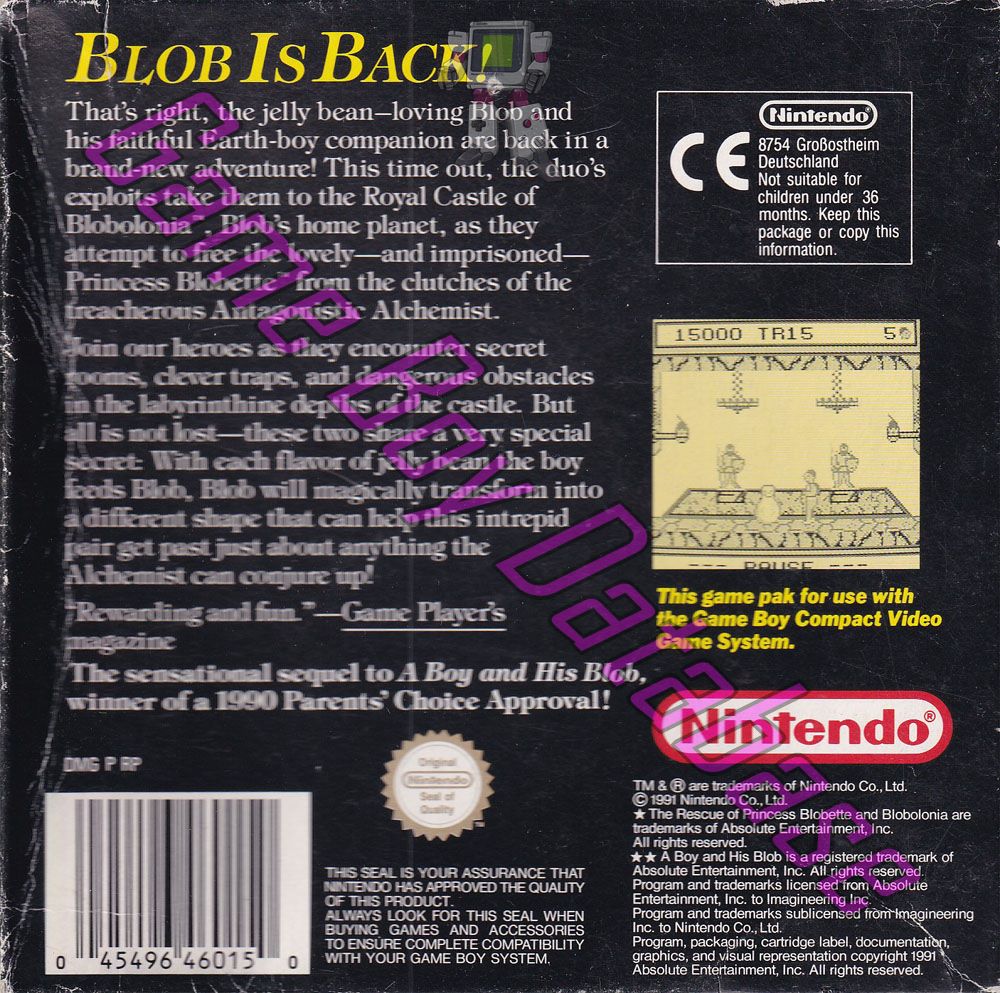 BLOB IS BACK!
That's right, the jelly bean–loving Blob and
his faithful Earth-boy companion are back in a
brand-new adventure! This time out, the duo's
exploits take them to the Royal Castle of
Blobolonia™, Blob's home planet, as they
attempt to free the lovely—and imprisoned—
Princess Blobette™ from the clutches of the
treacherous Antagonistic Alchemist.
Join our heroes as they encounter secret
rooms, clever traps, and dangerous obstacles
in the labyrinthine depths of the castle. But
all is not lost—these two share a very special
secret: With each flavor of jelly bean the boy
feeds Blob, Blob will magically transform into
a different shape that can help this intrepid
pair get past just about anything the
Alchemist can conjure up!
"Rewarding and fun."—Game Player's
magazine
The sensational sequel to A Boy and His Blob,
winner of a 1990 Parents' Choice Approval!
DMG P RP
0 45496 46015 0
Original
Nintendo
Seal of
Quality
THIS SEAL IS YOUR ASSURANCE THAT
NINTENDO HAS APPROVED THE QUALITY
OF THIS PRODUCT.
ALWAYS LOOK FOR THIS SEAL WHEN
BUYING GAMES AND ACCESSORIES
TO ENSURE COMPLETE COMPATIBILITY
WITH YOUR GAME BOY SYSTEM.
Nintendo®
CE
8754 Großostheim
Deutschland
Not suitable for
children under 36
months. Keep this
package or copy this
information.
15000 TR15 5
--- PAUSE ---
This game pak for use with
the Game Boy Compact Video
Game System.
Nintendo®
TM & ® are trademarks of Nintendo Co., Ltd.
© 1991 Nintendo Co., Ltd.
★ The Rescue of Princess Blobette and Blobolonia are
trademarks of Absolute Entertainment, Inc.
All rights reserved.
★★ A Boy and His Blob is a registered trademark of
Absolute Entertainment, Inc. All rights reserved.
Program and trademarks licensed from Absolute
Entertainment, Inc. to Imagineering Inc.
Program and trademarks sublicensed from Imagineering
Inc. to Nintendo Co., Ltd.
Program, packaging, cartridge label, documentation,
graphics, and visual representation copyright 1991
Absolute Entertainment, Inc. All rights reserved.
Game Boy Database